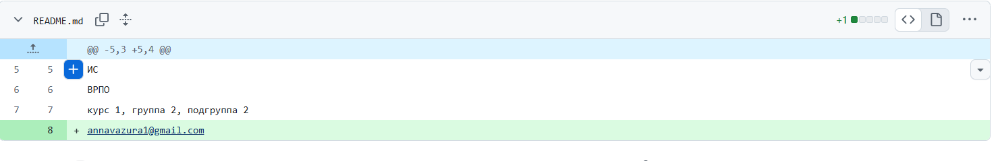 README.md +1
@@ -5,3 +5,4 @@
5 5 ИС
6 6 ВРПО
7 7 курс 1, группа 2, подгруппа 2
8 + annavazura1@gmail.com